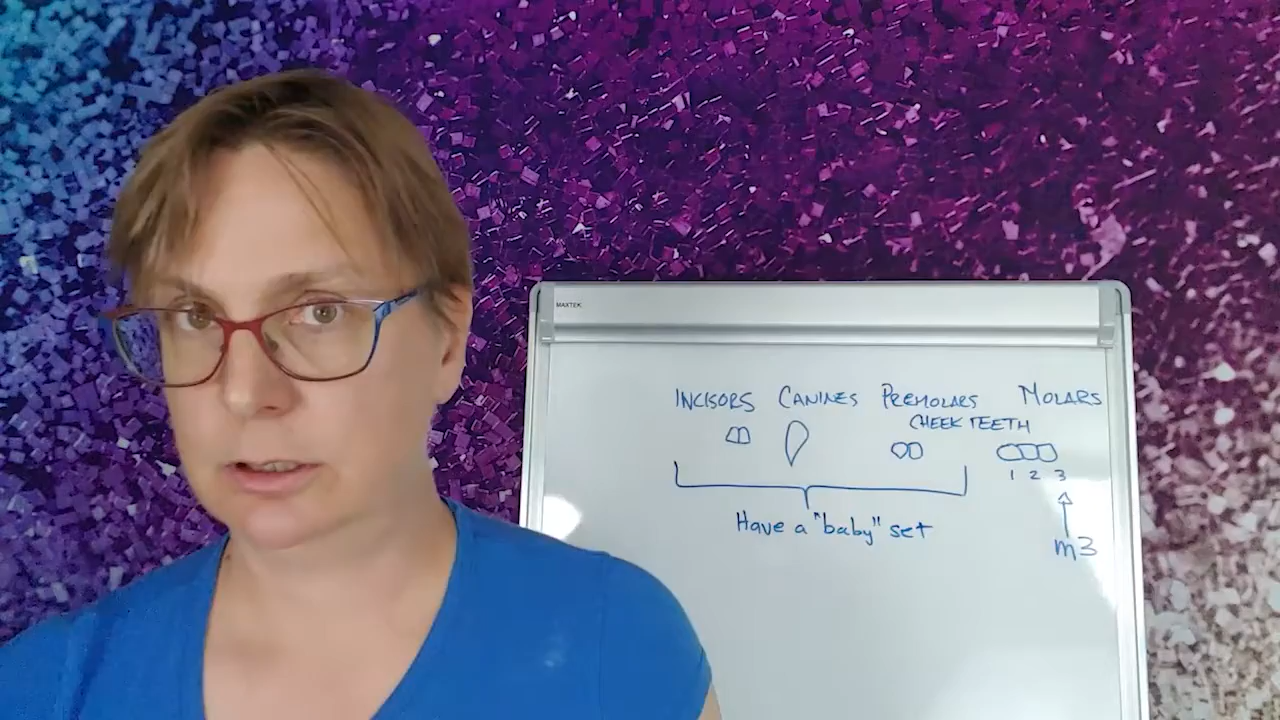 MAXTEK
INCISORS CANINES PREMOLARS MOLARS
CHEEK TEETH
1 2 3
Have a "baby" set
m3